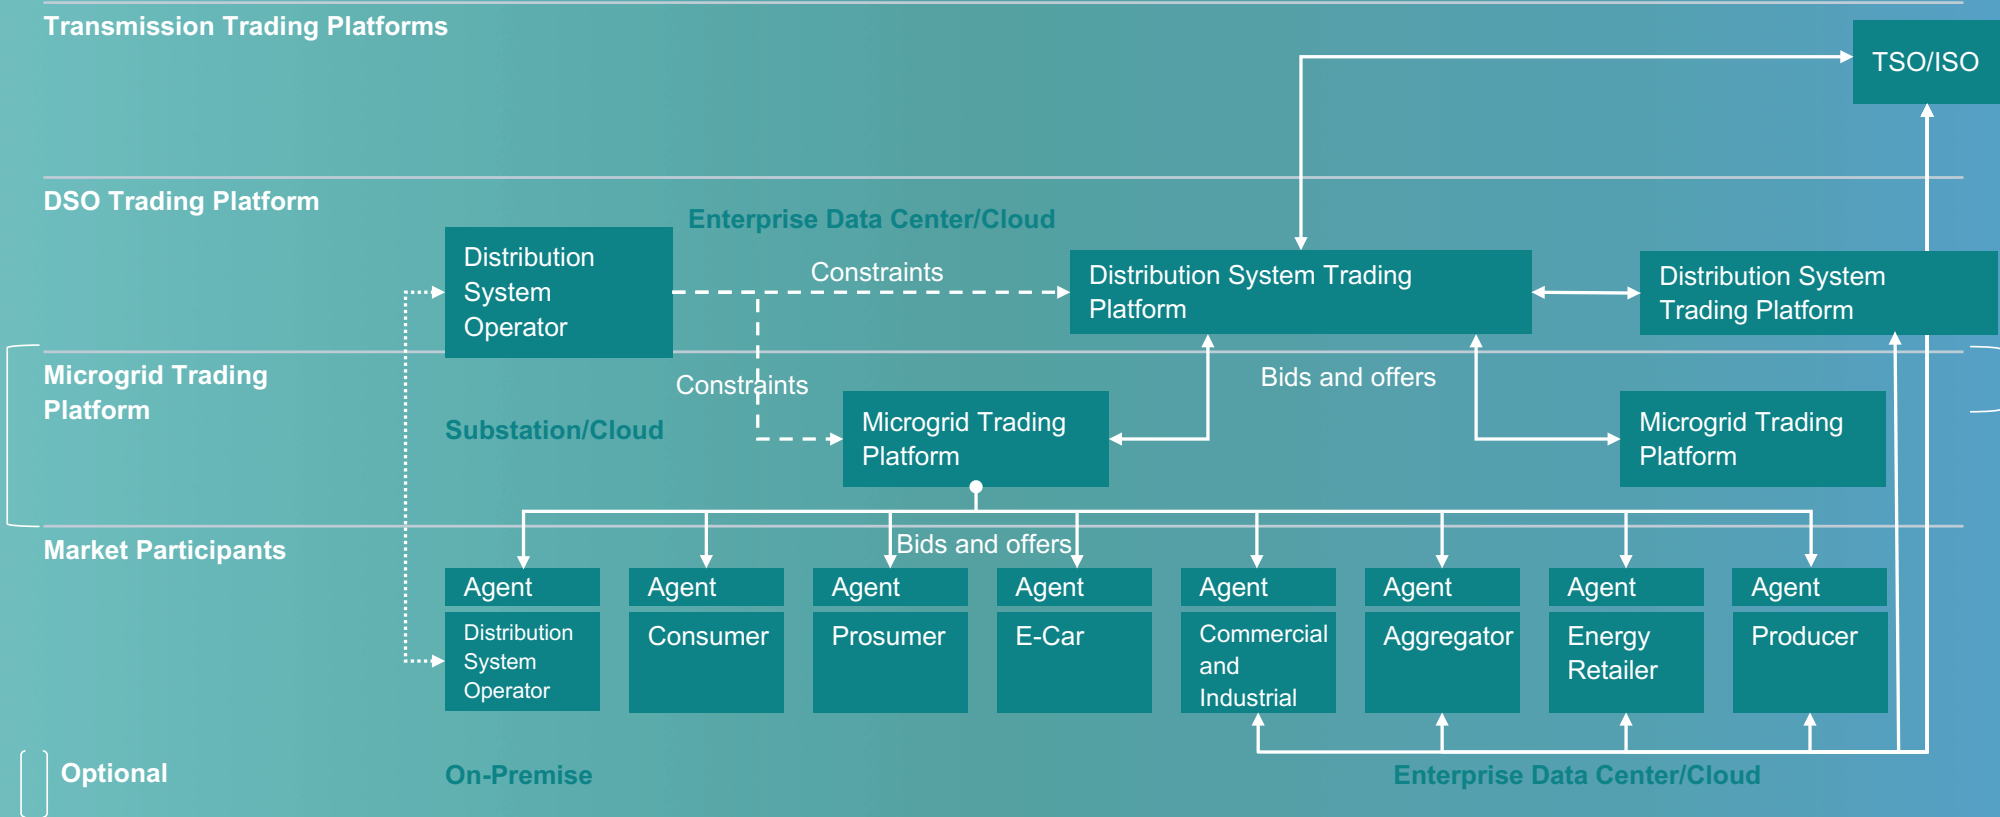 Transmission Trading Platforms
TSO/ISO
DSO Trading Platform
Enterprise Data Center/Cloud
Distribution
System
Operator
Constraints
Distribution System Trading
Platform
Distribution System
Trading Platform
Microgrid Trading
Platform
Constraints
Bids and offers
Substation/Cloud
Microgrid Trading
Platform
Microgrid Trading
Platform
Market Participants
Bids and offers
Agent
Agent
Agent
Agent
Agent
Agent
Agent
Agent
Distribution
System
Operator
Consumer
Prosumer
E-Car
Commercial
and
Industrial
Aggregator
Energy
Retailer
Producer
Optional
On-Premise
Enterprise Data Center/Cloud